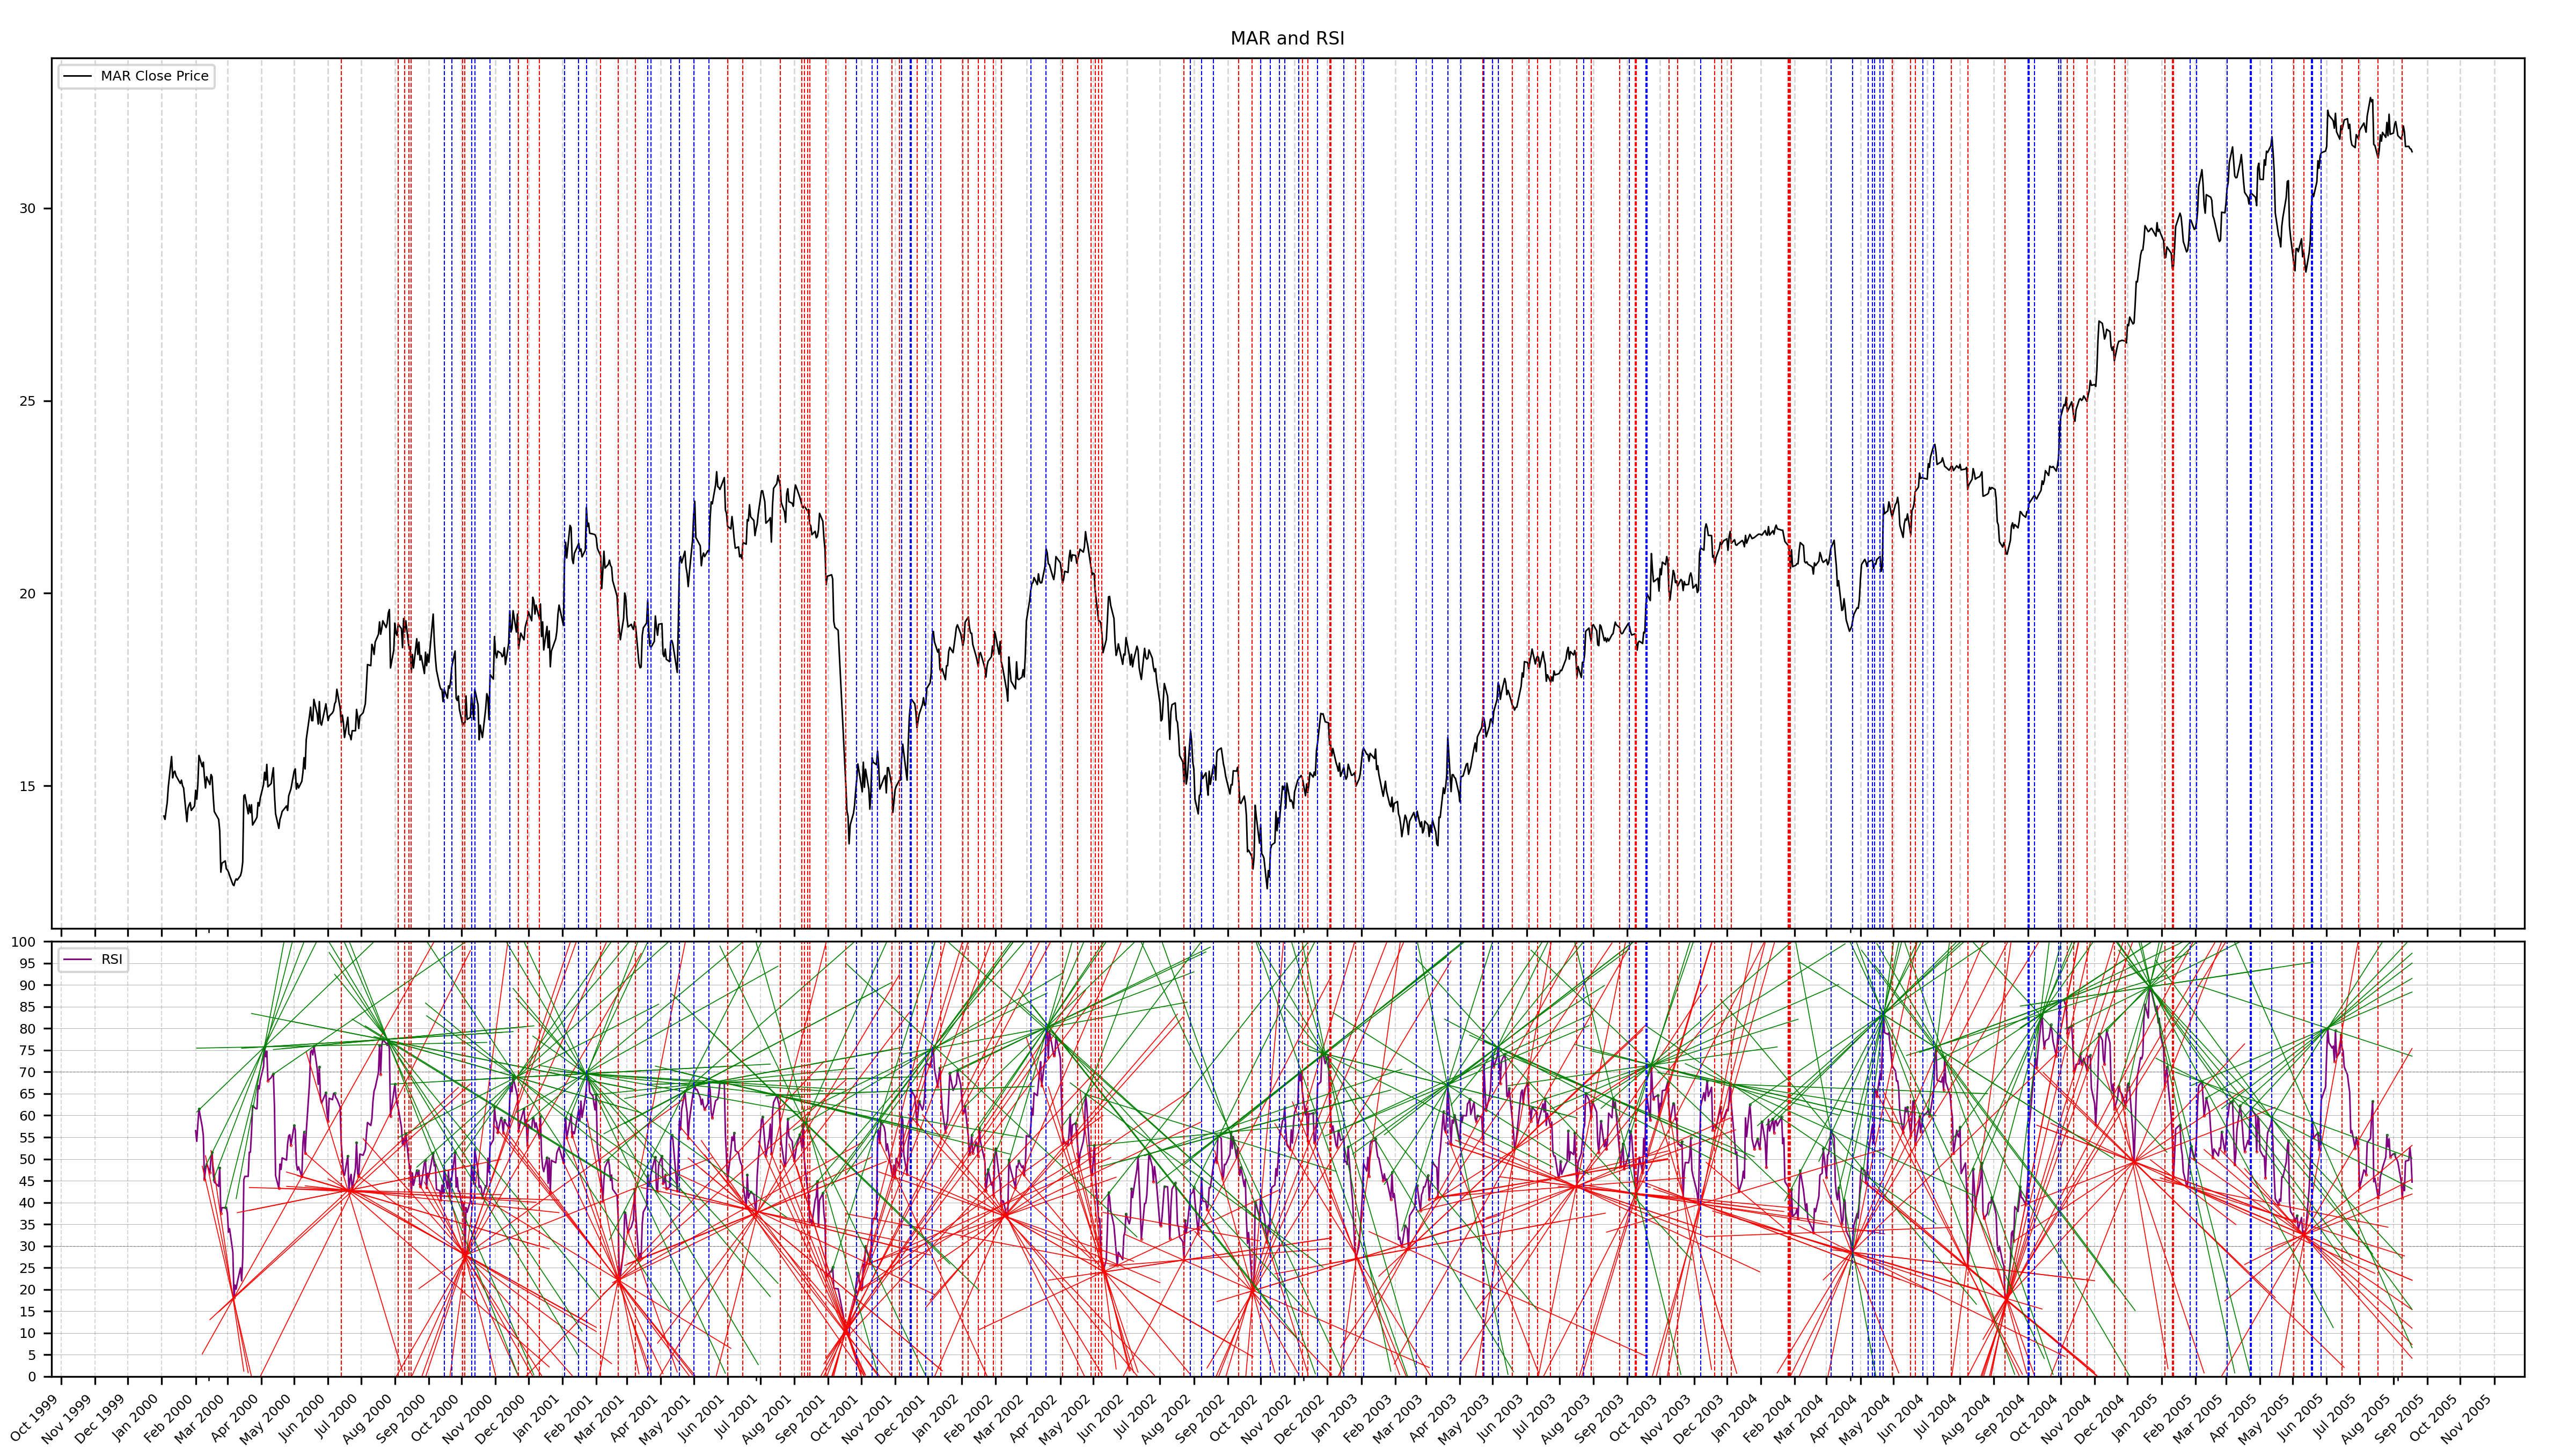 MAR and RSI
MAR Close Price
30
25
20
15
RSI
100
95
90
85
80
75
70
65
60
55
50
45
40
35
30
25
20
15
10
5
0
Oct 1999
Nov 1999
Dec 1999
Jan 2000
Feb 2000
Mar 2000
Apr 2000
May 2000
Jun 2000
Jul 2000
Aug 2000
Sep 2000
Oct 2000
Nov 2000
Dec 2000
Jan 2001
Feb 2001
Mar 2001
Apr 2001
May 2001
Jun 2001
Jul 2001
Aug 2001
Sep 2001
Oct 2001
Nov 2001
Dec 2001
Jan 2002
Feb 2002
Mar 2002
Apr 2002
May 2002
Jun 2002
Jul 2002
Aug 2002
Sep 2002
Oct 2002
Nov 2002
Dec 2002
Jan 2003
Feb 2003
Mar 2003
Apr 2003
May 2003
Jun 2003
Jul 2003
Aug 2003
Sep 2003
Oct 2003
Nov 2003
Dec 2003
Jan 2004
Feb 2004
Mar 2004
Apr 2004
May 2004
Jun 2004
Jul 2004
Aug 2004
Sep 2004
Oct 2004
Nov 2004
Dec 2004
Jan 2005
Feb 2005
Mar 2005
Apr 2005
May 2005
Jun 2005
Jul 2005
Aug 2005
Sep 2005
Oct 2005
Nov 2005